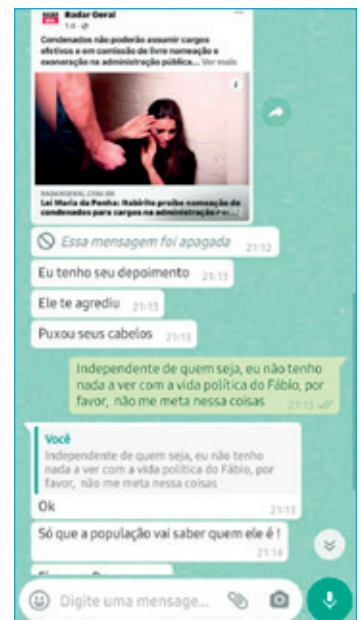 Radar Geral
1 d ·
Condenados não poderão assumir cargos
efetivos e em comissão de livre nomeação e
exoneração na administração pública... Ver mais
RADARGERAL.COM.BR
Lei Maria da Penha: Itabirito proíbe nomeação de
condenados para cargos na administração
Essa mensagem foi apagada 21:12
Eu tenho seu depoimento 21:13
Ele te agrediu 21:13
Puxou seus cabelos 21:13
Independente de quem seja, eu não tenho
nada a ver com a vida política do Fábio, por
favor, não me meta nessa coisas 21:13
Você
Independente de quem seja, eu não tenho
nada a ver com a vida política do Fábio, por
favor, não me meta nessa coisas
Ok 21:13
Só que a população vai saber quem ele é !
21:14
Digite uma mensage...